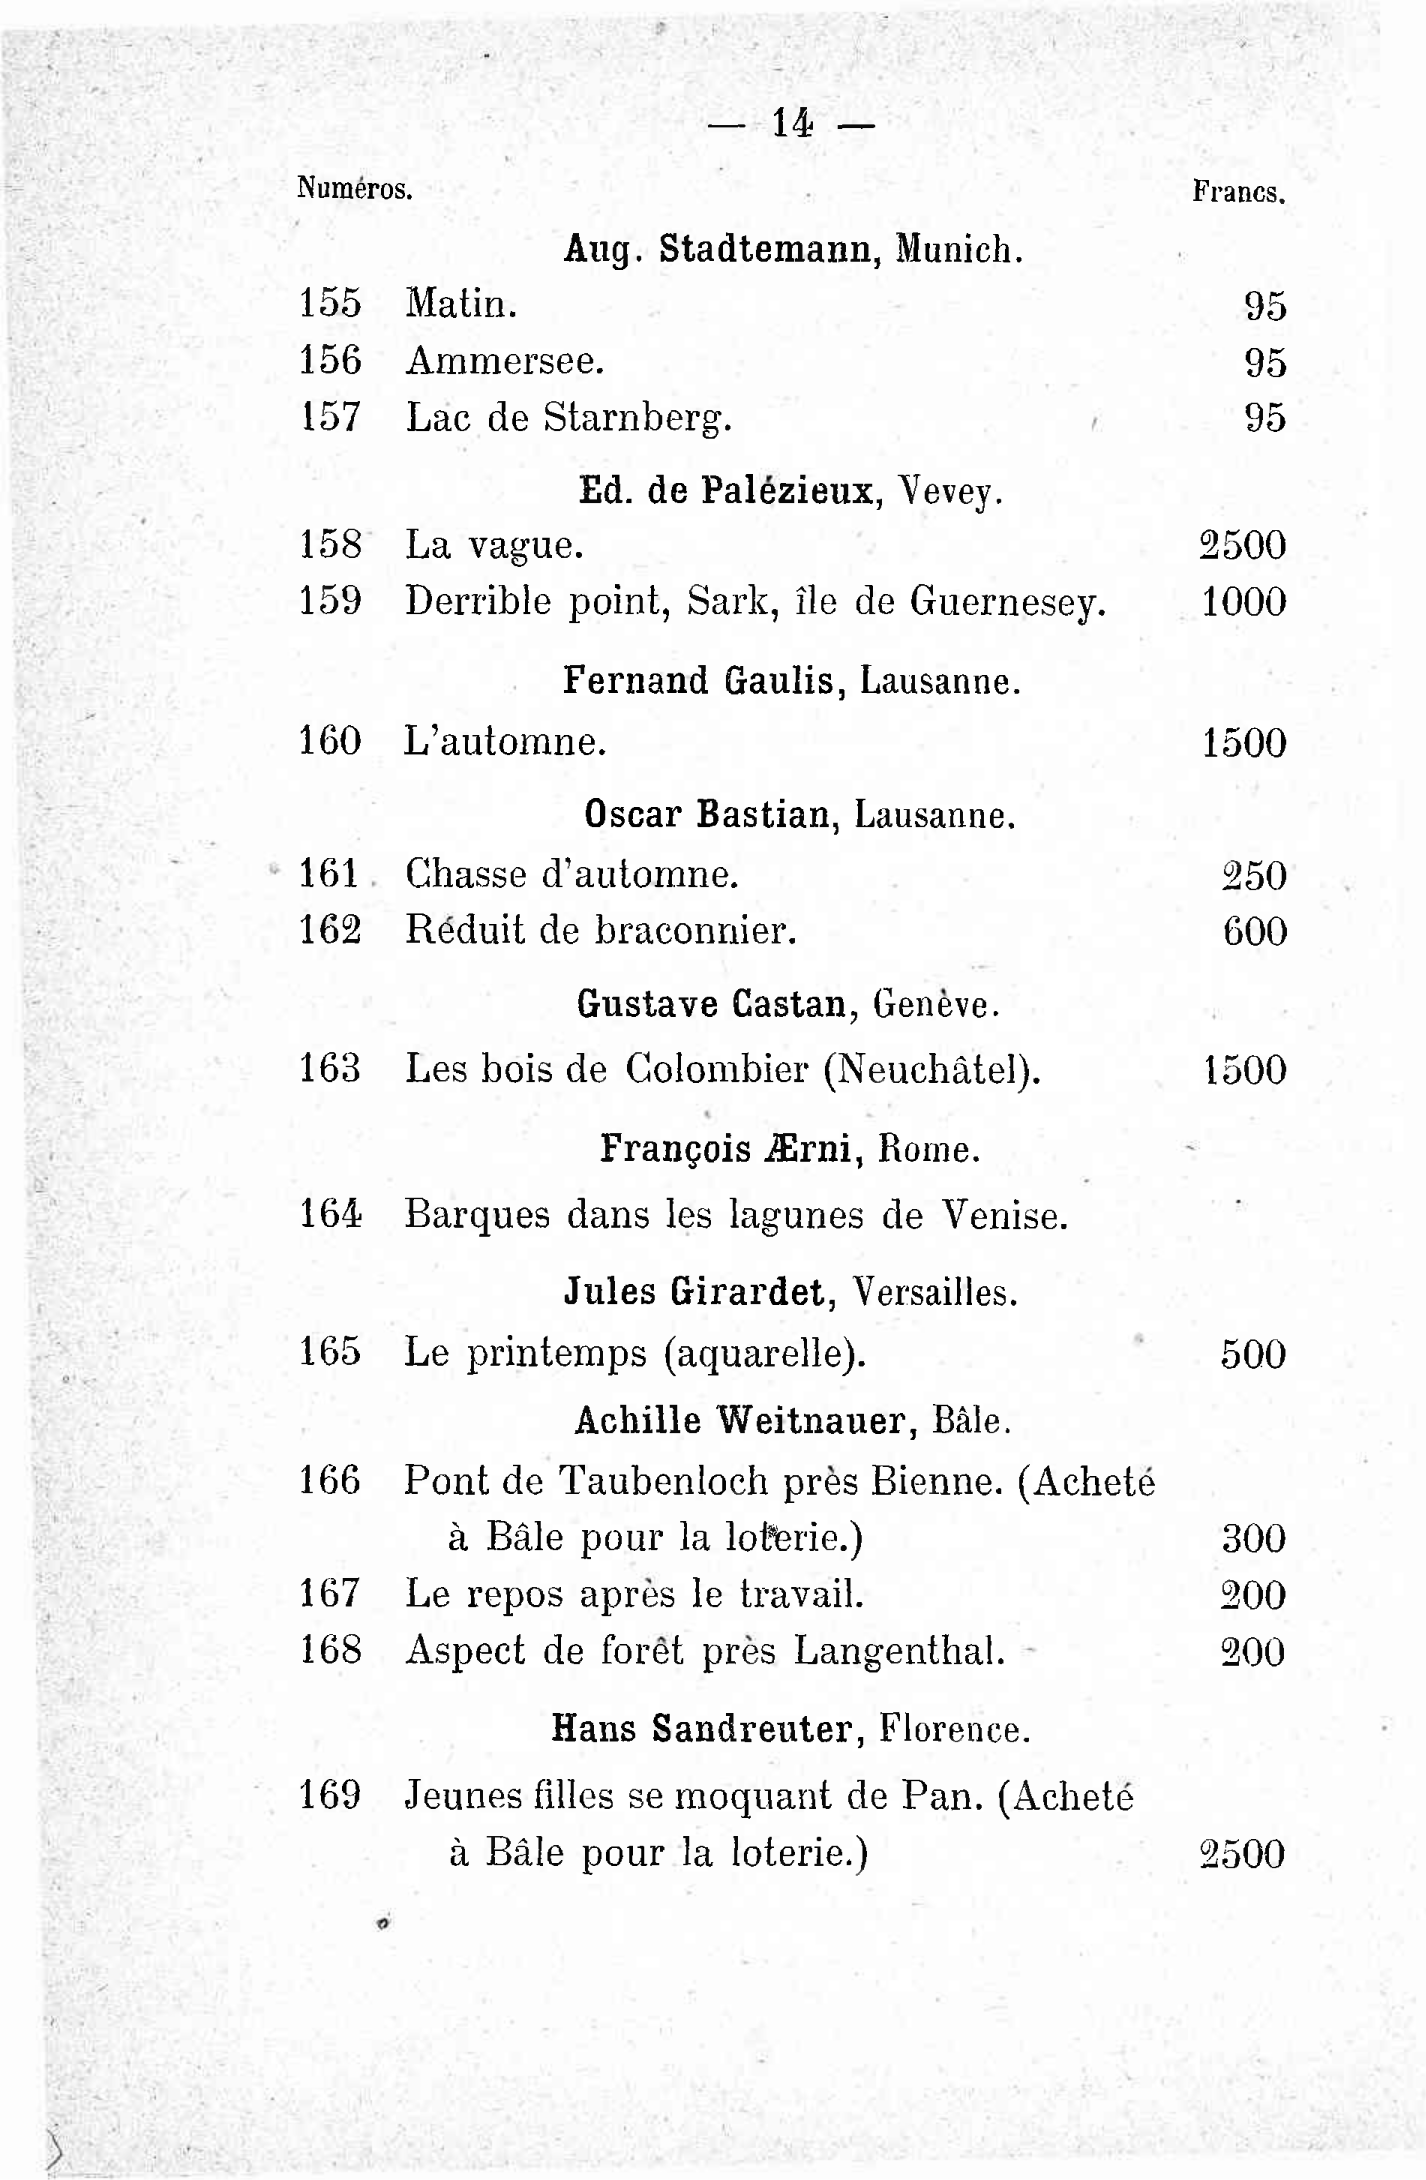 — 14 —
Numéros. Francs.
Aug. Stadtemann, Munich.
155 Matin. 95
156 Ammersee. 95
157 Lac de Starnberg. 95
Ed. de Palézieux, Vevey.
158 La vague. 2500
159 Derrible point, Sark, île de Guernesey. 1000
Fernand Gaulis, Lausanne.
160 L'automne. 1500
Oscar Bastian, Lausanne.
161 Chasse d'automne. 250
162 Réduit de braconnier. 600
Gustave Castan, Genève.
163 Les bois de Colombier (Neuchâtel). 1500
François Ærni, Rome.
164 Barques dans les lagunes de Venise.
Jules Girardet, Versailles.
165 Le printemps (aquarelle). 500
Achille Weitnauer, Bâle.
166 Pont de Taubenloch près Bienne. (Acheté
à Bâle pour la loterie.) 300
167 Le repos après le travail. 200
168 Aspect de forêt près Langenthal. 200
Hans Sandreuter, Florence.
169 Jeunes filles se moquant de Pan. (Acheté
à Bâle pour la loterie.) 2500